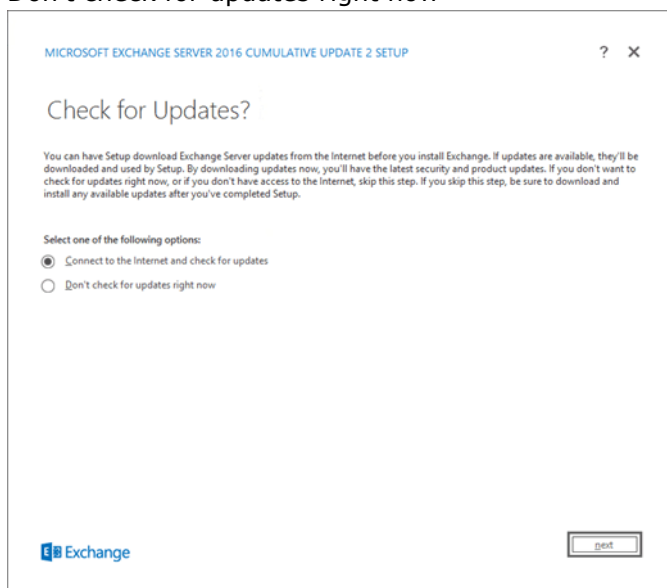 Don't check for updates right now
MICROSOFT EXCHANGE SERVER 2016 CUMULATIVE UPDATE 2 SETUP ? ✕
Check for Updates?
You can have Setup download Exchange Server updates from the Internet before you install Exchange. If updates are available, they'll be
downloaded and used by Setup. By downloading updates now, you'll have the latest security and product updates. If you don't want to
check for updates right now, or if you don't have access to the Internet, skip this step. If you skip this step, be sure to download and
install any available updates after you've completed Setup.
Select one of the following options:
Connect to the Internet and check for updates
Don't check for updates right now
E Exchange
next